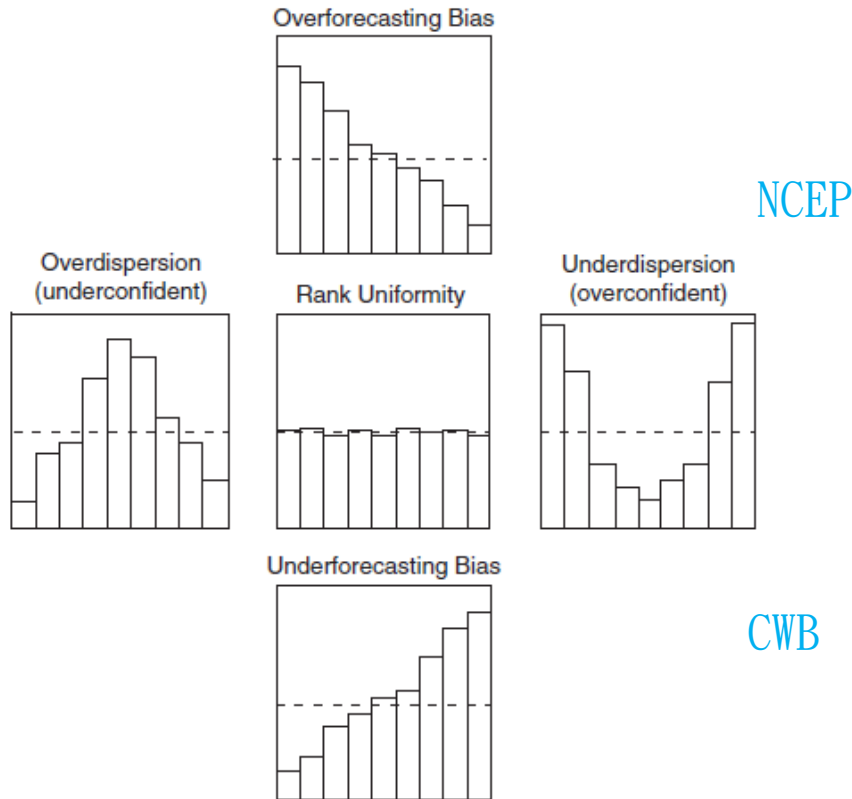 Overforecasting Bias
NCEP
Overdispersion
(underconfident)
Rank Uniformity
Underdispersion
(overconfident)
Underforecasting Bias
CWB